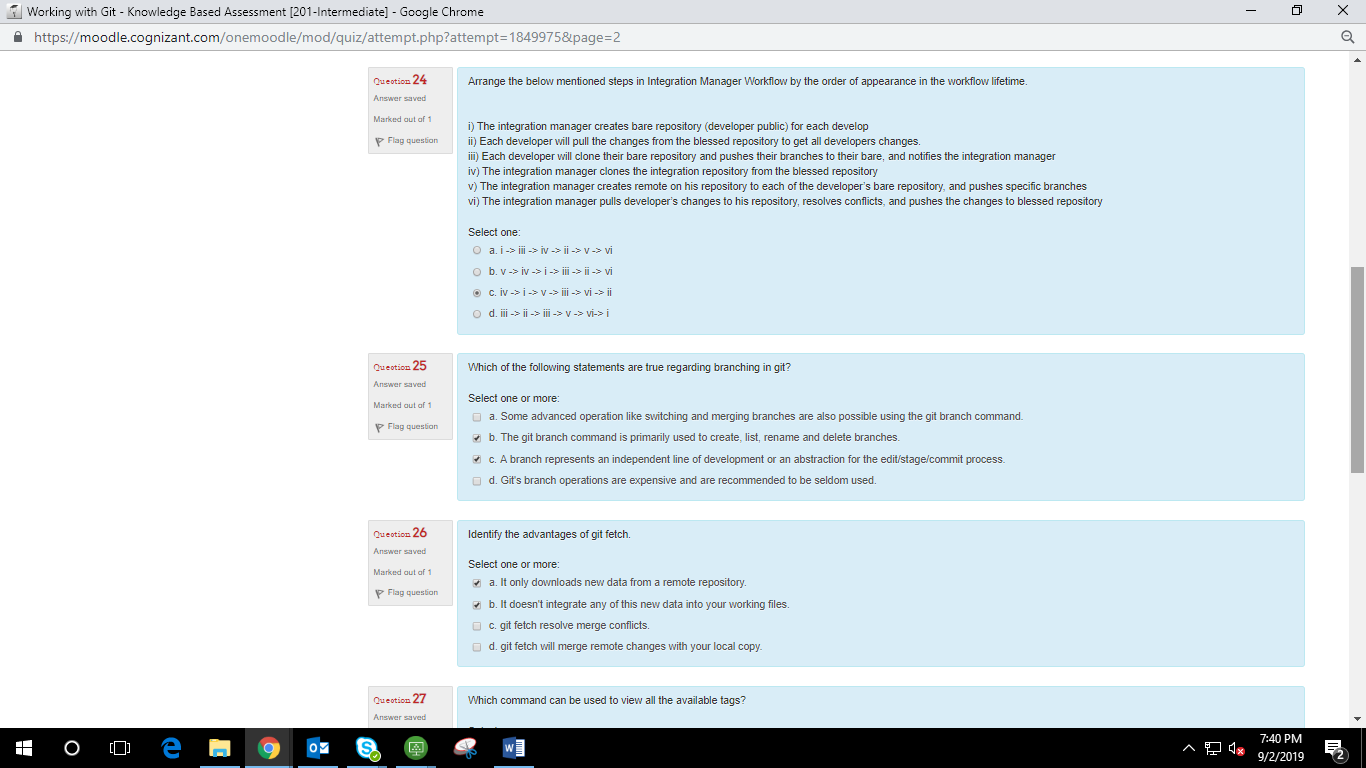 Working with Git - Knowledge Based Assessment [201-Intermediate] - Google Chrome
https://moodle.cognizant.com/onemoodle/mod/quiz/attempt.php?attempt=1849975&page=2
Question 24
Answer saved
Marked out of 1
Flag question
Arrange the below mentioned steps in Integration Manager Workflow by the order of appearance in the workflow lifetime.
i) The integration manager creates bare repository (developer public) for each develop
ii) Each developer will pull the changes from the blessed repository to get all developers changes.
iii) Each developer will clone their bare repository and pushes their branches to their bare, and notifies the integration manager
iv) The integration manager clones the integration repository from the blessed repository
v) The integration manager creates remote on his repository to each of the developer's bare repository, and pushes specific branches
vi) The integration manager pulls developer's changes to his repository, resolves conflicts, and pushes the changes to blessed repository
Select one:
a. i -> iii -> iv -> ii -> v -> vi
b. v -> iv -> i -> iii -> ii -> vi
c. iv -> i -> v -> iii -> vi -> ii
d. iii -> ii -> iii -> v -> vi-> i
Question 25
Answer saved
Marked out of 1
Flag question
Which of the following statements are true regarding branching in git?
Select one or more:
a. Some advanced operation like switching and merging branches are also possible using the git branch command.
b. The git branch command is primarily used to create, list, rename and delete branches.
c. A branch represents an independent line of development or an abstraction for the edit/stage/commit process.
d. Git's branch operations are expensive and are recommended to be seldom used.
Question 26
Answer saved
Marked out of 1
Flag question
Identify the advantages of git fetch.
Select one or more:
a. It only downloads new data from a remote repository.
b. It doesn't integrate any of this new data into your working files.
c. git fetch resolve merge conflicts.
d. git fetch will merge remote changes with your local copy.
Question 27
Answer saved
Which command can be used to view all the available tags?
7:40 PM
9/2/2019
2